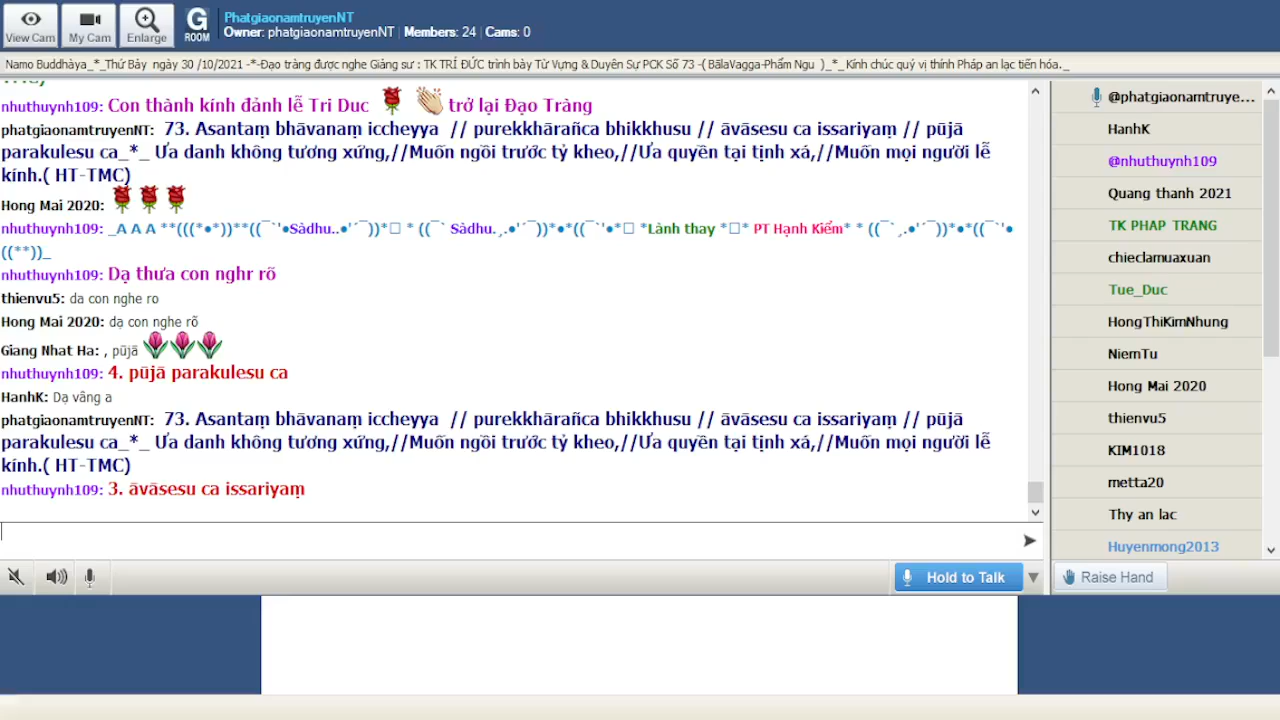 View Cam
My Cam
Enlarge
G
ROOM
PhatgiaonamtruyenNT
Owner: phatgiaonamtruyenNT | Members: 24 | Cams: 0
Namo Buddhàya_*_Thứ Bảy ngày 30 /10/2021 -*-Đạo tràng được nghe Giảng sư : TK TRÍ ĐỨC trình bày Từ Vựng & Duyên Sự PCK Số 73 -( BãlaVagga-Phẩm Ngu )_*_ Kính chúc quý vị thính Pháp an lạc tiến hóa._
nhuthuynh109: Con thành kính đảnh lễ Tri Duc trở lại Đạo Tràng
phatgiaonamtruyenNT: 73. Asantaṃ bhāvanaṃ iccheyya // purekkhārañca bhikkhusu // āvāsesu ca issariyaṃ // pūjā
parakulesu ca_*_ Ưa danh không tương xứng,//Muốn ngồi trước tỷ kheo,//Ưa quyền tại tịnh xá,//Muốn mọi người lễ
kính.( HT-TMC)
Hong Mai 2020:
nhuthuynh109: _A A A **(((*●*))**((¯`'●Sàdhu..●'´¯))*□ * ((¯` Sàdhu.¸.●'´¯))*●*((¯`'●*□ *Lành thay *□* PT Hạnh Kiểm* * ((¯`¸.●'´¯))*●*((¯`'●
((**))_
nhuthuynh109: Dạ thưa con nghr rõ
thienvu5: da con nghe ro
Hong Mai 2020: dạ con nghe rõ
Giang Nhat Ha: , pūjā
nhuthuynh109: 4. pūjā parakulesu ca
HanhK: Dạ vâng a
phatgiaonamtruyenNT: 73. Asantaṃ bhāvanaṃ iccheyya // purekkhārañca bhikkhusu // āvāsesu ca issariyaṃ // pūjā
parakulesu ca_*_ Ưa danh không tương xứng,//Muốn ngồi trước tỷ kheo,//Ưa quyền tại tịnh xá,//Muốn mọi người lễ
kính.( HT-TMC)
nhuthuynh109: 3. āvāsesu ca issariyaṃ
Hold to Talk
@phatgiaonamtruye...
HanhK
@nhuthuynh109
Quang thanh 2021
TK PHAP TRANG
chieclamuaxuan
Tue_Duc
HongThiKimNhung
NiemTu
Hong Mai 2020
thienvu5
KIM1018
metta20
Thy an lac
Huyenmong2013
Raise Hand